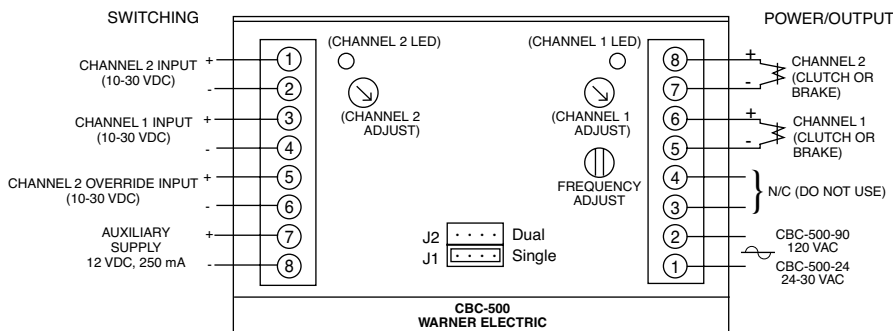 SWITCHING
POWER/OUTPUT
CHANNEL 2 INPUT
(10-30 VDC)
+
-
CHANNEL 1 INPUT
(10-30 VDC)
+
-
CHANNEL 2 OVERRIDE INPUT
(10-30 VDC)
+
-
AUXILIARY
SUPPLY
12 VDC, 250 mA
+
-
1
2
3
4
5
6
7
8
(CHANNEL 2 LED)
(CHANNEL 2
ADJUST)
(CHANNEL 1 LED)
(CHANNEL 1
ADJUST)
FREQUENCY
ADJUST
J2 Dual
J1 Single
8
7
6
5
4
3
2
1
+
-
CHANNEL 2
(CLUTCH OR
BRAKE)
+
-
CHANNEL 1
(CLUTCH OR
BRAKE)
N/C (DO NOT USE)
CBC-500-90
120 VAC
CBC-500-24
24-30 VAC
CBC-500
WARNER ELECTRIC